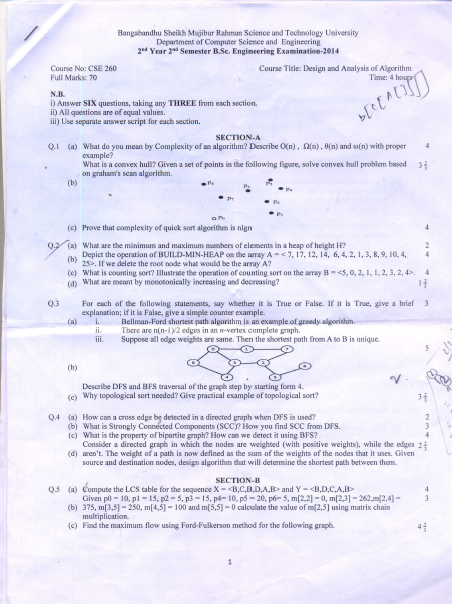 Bangabandhu Sheikh Mujibur Rahman Science and Technology University
Department of Computer Science and Engineering
2nd Year 2nd Semester B.Sc. Engineering Examination-2014
Course No: CSE 260 Course Title: Design and Analysis of Algorithm
Full Marks: 70 Time: 4 hours
b[c[A[3]]]
N.B.
i) Answer SIX questions, taking any THREE from each section.
ii) All questions are of equal values.
iii) Use separate answer script for each section.
SECTION-A
Q.1 (a) What do you mean by Complexity of an algorithm? Describe O(n) , Ω(n) , θ(n) and ω(n) with proper 4
example?
What is a convex hull? Given a set of points in the following figure, solve convex hull problem based 3 2/3
on graham's scan algorithm.
(b)
(c) Prove that complexity of quick sort algorithm is nlgn 4
Q.2 (a) What are the minimum and maximum numbers of elements in a heap of height H? 2
(b) Depict the operation of BUILD-MIN-HEAP on the array A = < 7, 17, 12, 14, 6, 4, 2, 1, 3, 8, 9, 10, 4, 4
25>. If we delete the root node what would be the array A?
(c) What is counting sort? Illustrate the operation of counting sort on the array B = <5, 0, 2, 1, 1, 2, 3, 2, 4>. 4
(d) What are meant by monotonically increasing and decreasing? 1 2/3
Q.3 For each of the following statements, say whether it is True or False. If it is True, give a brief 3
explanation; if it is False, give a simple counter example.
(a) i. Bellman-Ford shortest path algorithm is an example of greedy algorithm.
ii. There are n(n-1)/2 edges in an n-vertex complete graph.
iii. Suppose all edge weights are same. Then the shortest path from A to B is unique.
5
(b)
Describe DFS and BFS traversal of the graph step by starting form 4.
(c) Why topological sort needed? Give practical example of topological sort? 3 2/3
Q.4 (a) How can a cross edge be detected in a directed graph when DFS is used? 2
(b) What is Strongly Connected Components (SCC)? How you find SCC from DFS. 3
(c) What is the property of bipartite graph? How can we detect it using BFS? 4
Consider a directed graph in which the nodes are weighted (with positive weights), while the edges 2 2/3
(d) aren't. The weight of a path is now defined as the sum of the weights of the nodes that it uses. Given
source and destination nodes, design algorithm that will determine the shortest path between them.
SECTION-B
Q.5 (a) Compute the LCS table for the sequence X = <B,C,B,D,A,B> and Y = <B,D,C,A,B> 4
Given p0 = 10, p1 = 15, p2 = 5, p3 = 15, p4= 10, p5 = 20, p6= 5, m[2,2] = 0, m[2,3] = 262,m[2,4] = 3
(b) 375, m[3,5] = 250, m[4,5] = 100 and m[5,5] = 0 calculate the value of m[2,5] using matrix chain
multiplication.
(c) Find the maximum flow using Ford-Fulkerson method for the following graph. 4 2/3
1